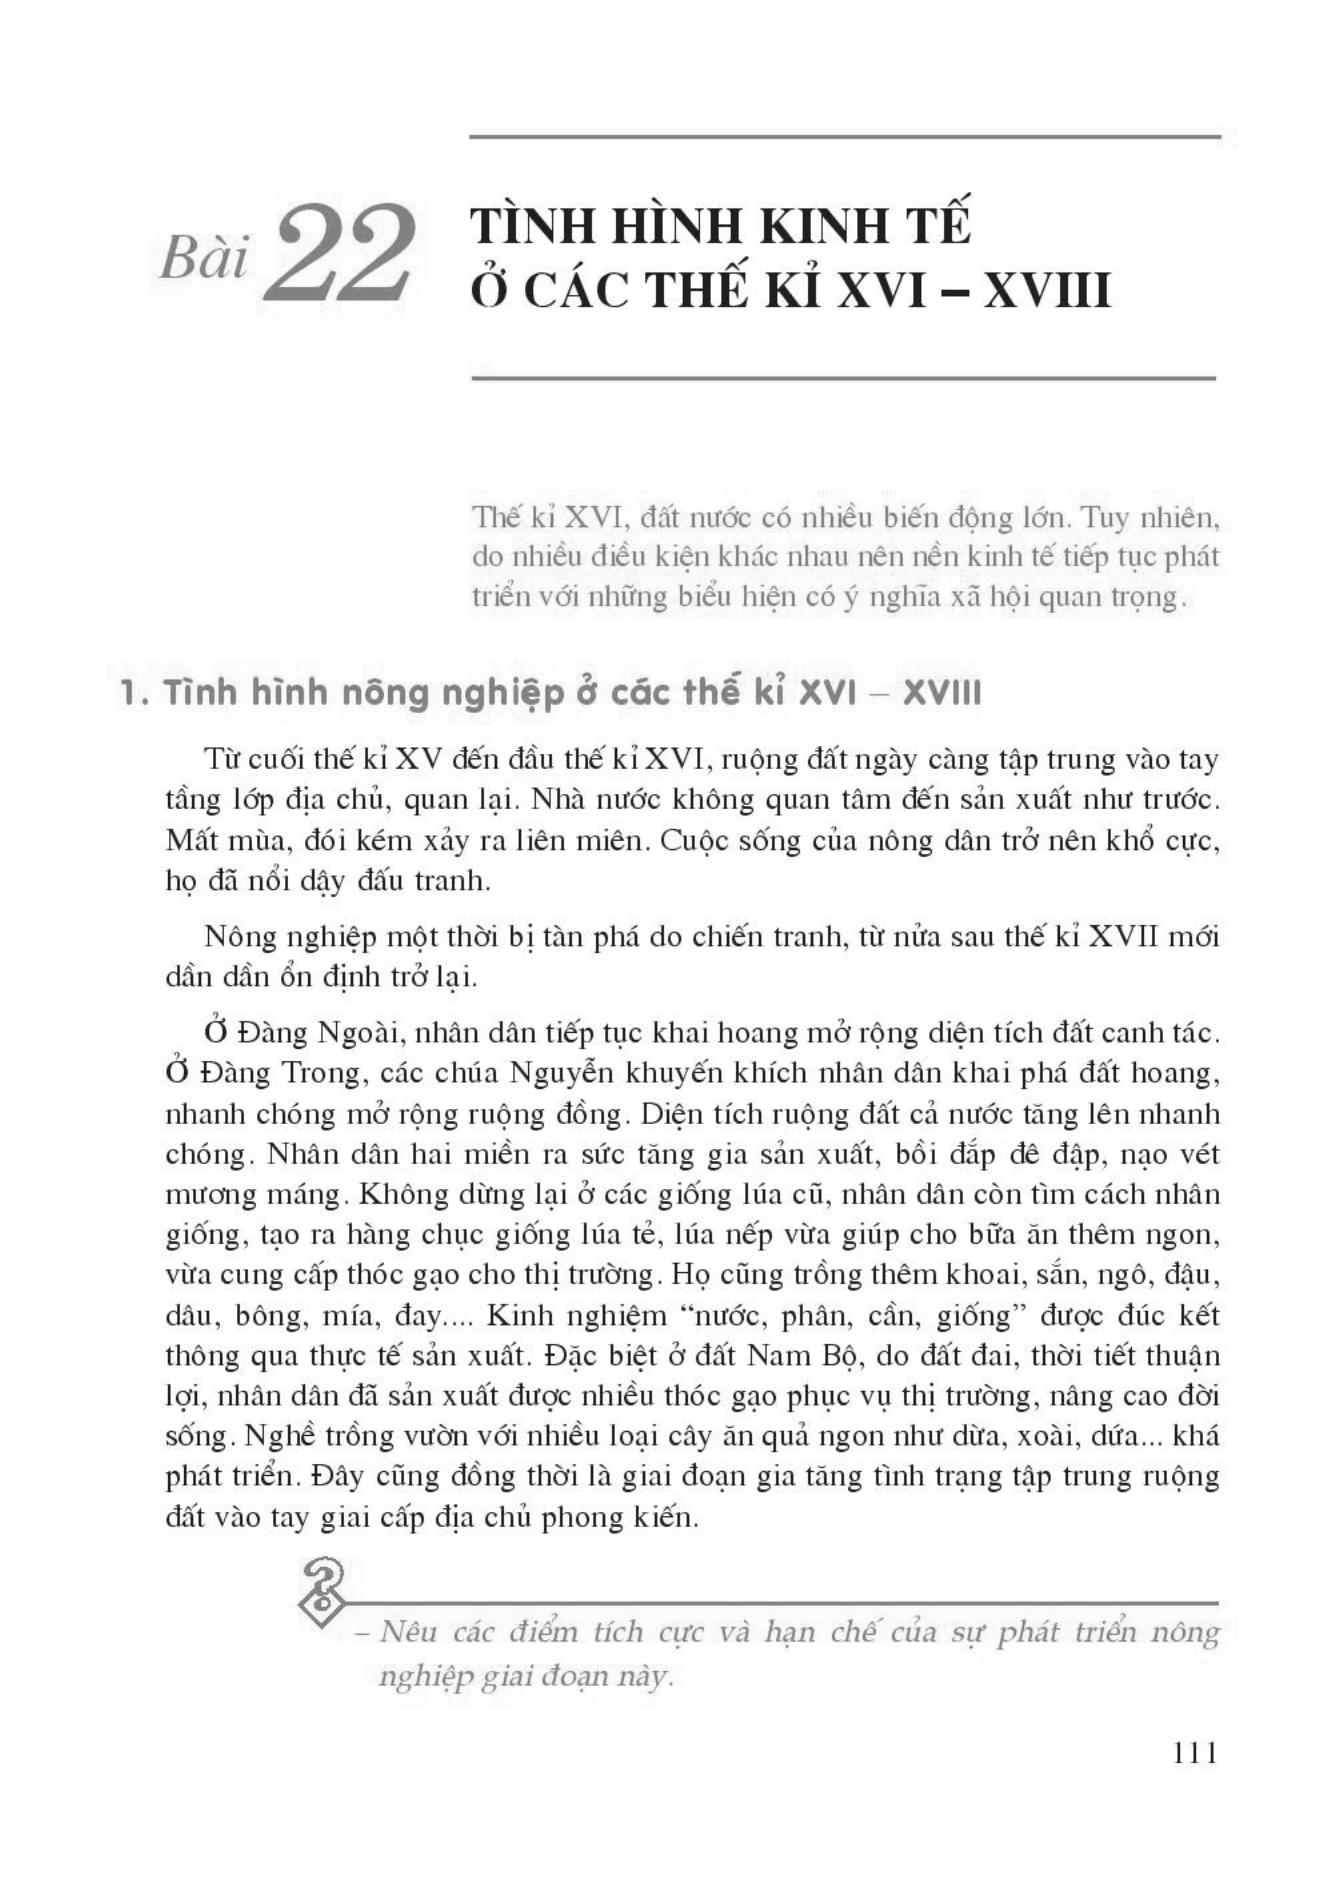 Bài 22
TÌNH HÌNH KINH TẾ
Ở CÁC THẾ KỈ XVI – XVIII
Thế kỉ XVI, đất nước có nhiều biến động lớn. Tuy nhiên,
do nhiều điều kiện khác nhau nên nền kinh tế tiếp tục phát
triển với những biểu hiện có ý nghĩa xã hội quan trọng.
1. Tình hình nông nghiệp ở các thế kỉ XVI – XVIII
Từ cuối thế kỉ XV đến đầu thế kỉ XVI, ruộng đất ngày càng tập trung vào tay
tầng lớp địa chủ, quan lại. Nhà nước không quan tâm đến sản xuất như trước.
Mất mùa, đói kém xảy ra liên miên. Cuộc sống của nông dân trở nên khổ cực,
họ đã nổi dậy đấu tranh.
Nông nghiệp một thời bị tàn phá do chiến tranh, từ nửa sau thế kỉ XVII mới
dần dần ổn định trở lại.
Ở Đàng Ngoài, nhân dân tiếp tục khai hoang mở rộng diện tích đất canh tác.
Ở Đàng Trong, các chúa Nguyễn khuyến khích nhân dân khai phá đất hoang,
nhanh chóng mở rộng ruộng đồng. Diện tích ruộng đất cả nước tăng lên nhanh
chóng. Nhân dân hai miền ra sức tăng gia sản xuất, bồi đắp đê đập, nạo vét
mương máng. Không dừng lại ở các giống lúa cũ, nhân dân còn tìm cách nhân
giống, tạo ra hàng chục giống lúa tẻ, lúa nếp vừa giúp cho bữa ăn thêm ngon,
vừa cung cấp thóc gạo cho thị trường. Họ cũng trồng thêm khoai, sắn, ngô, đậu,
dâu, bông, mía, đay.... Kinh nghiệm “nước, phân, cần, giống” được đúc kết
thông qua thực tế sản xuất. Đặc biệt ở đất Nam Bộ, do đất đai, thời tiết thuận
lợi, nhân dân đã sản xuất được nhiều thóc gạo phục vụ thị trường, nâng cao đời
sống. Nghề trồng vườn với nhiều loại cây ăn quả ngon như dừa, xoài, dứa... khá
phát triển. Đây cũng đồng thời là giai đoạn gia tăng tình trạng tập trung ruộng
đất vào tay giai cấp địa chủ phong kiến.
– Nêu các điểm tích cực và hạn chế của sự phát triển nông
nghiệp giai đoạn này.
111